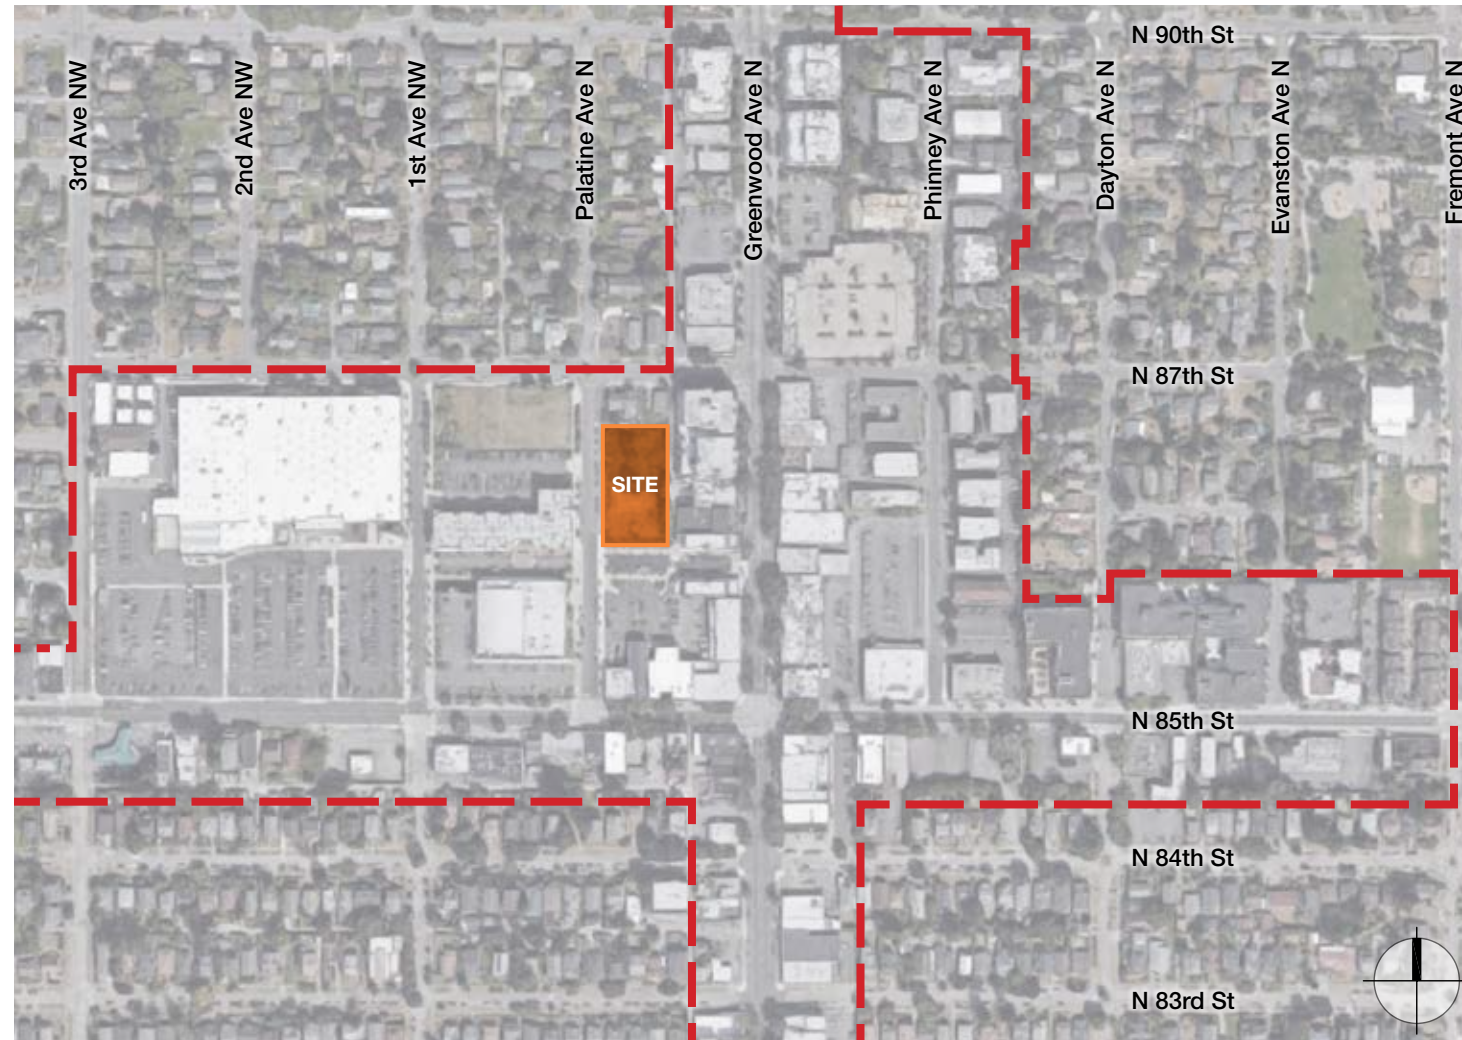 N 90th St
3rd Ave NW
2nd Ave NW
1st Ave NW
Palatine Ave N
Greenwood Ave N
Phinney Ave N
Dayton Ave N
Evanston Ave N
Fremont Ave N
N 87th St
SITE
N 85th St
N 84th St
N 83rd St